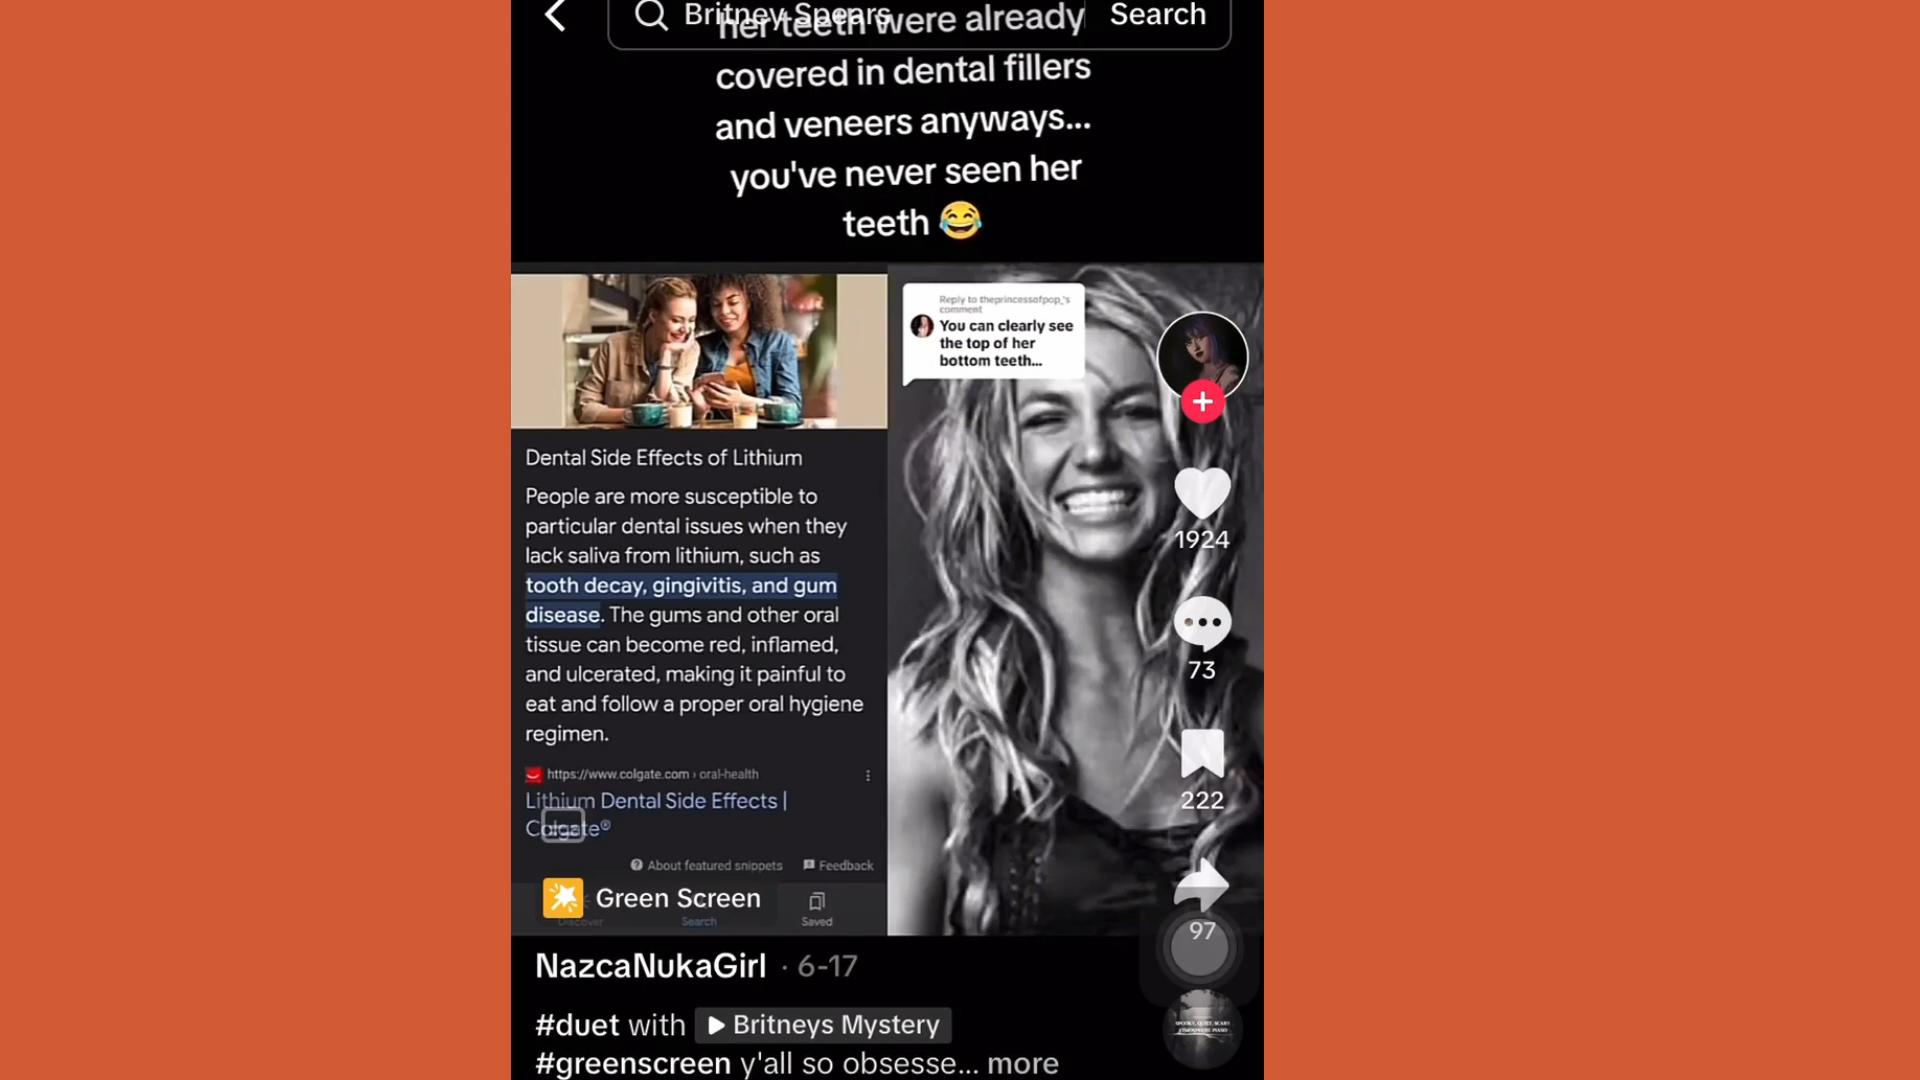 Britney Spears
Search
her teeth were already
covered in dental fillers
and veneers anyways...
you've never seen her
teeth 😂
Reply to theprincessofpop_'s
comment
You can clearly see
the top of her
bottom teeth...
Dental Side Effects of Lithium
People are more susceptible to
particular dental issues when they
lack saliva from lithium, such as
tooth decay, gingivitis, and gum
disease. The gums and other oral
tissue can become red, inflamed,
and ulcerated, making it painful to
eat and follow a proper oral hygiene
regimen.
https://www.colgate.com › oral-health
Lithium Dental Side Effects |
Colgate®
About featured snippets
Feedback
Green Screen
Discover
Search
Saved
1924
73
222
97
NazcaNukaGirl · 6-17
#duet with ▶ Britneys Mystery
#greenscreen y'all so obsesse... more